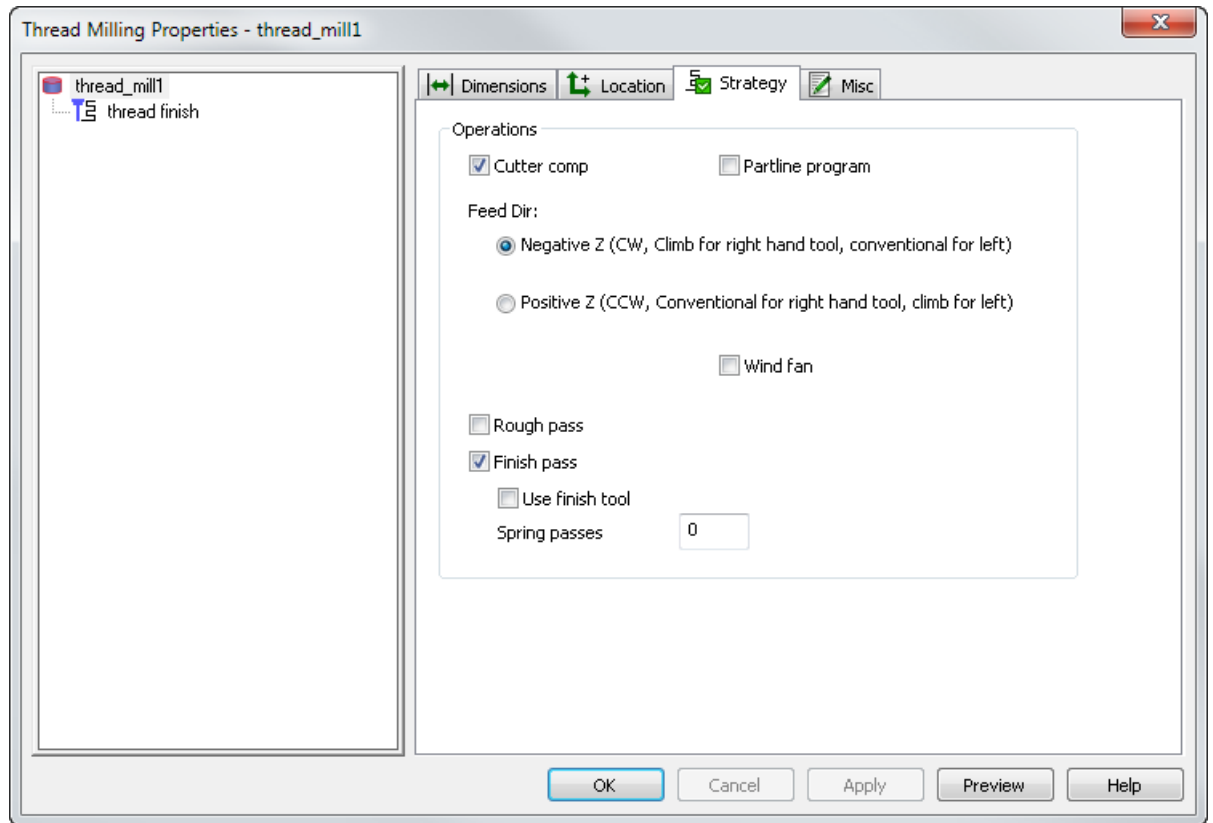 Thread Milling Properties - thread_mill1
thread_mill1
thread finish
Dimensions Location Strategy Misc
Operations
Cutter comp Partline program
Feed Dir:
Negative Z (CW, Climb for right hand tool, conventional for left)
Positive Z (CCW, Conventional for right hand tool, climb for left)
Wind fan
Rough pass
Finish pass
Use finish tool
Spring passes 0
OK Cancel Apply Preview Help